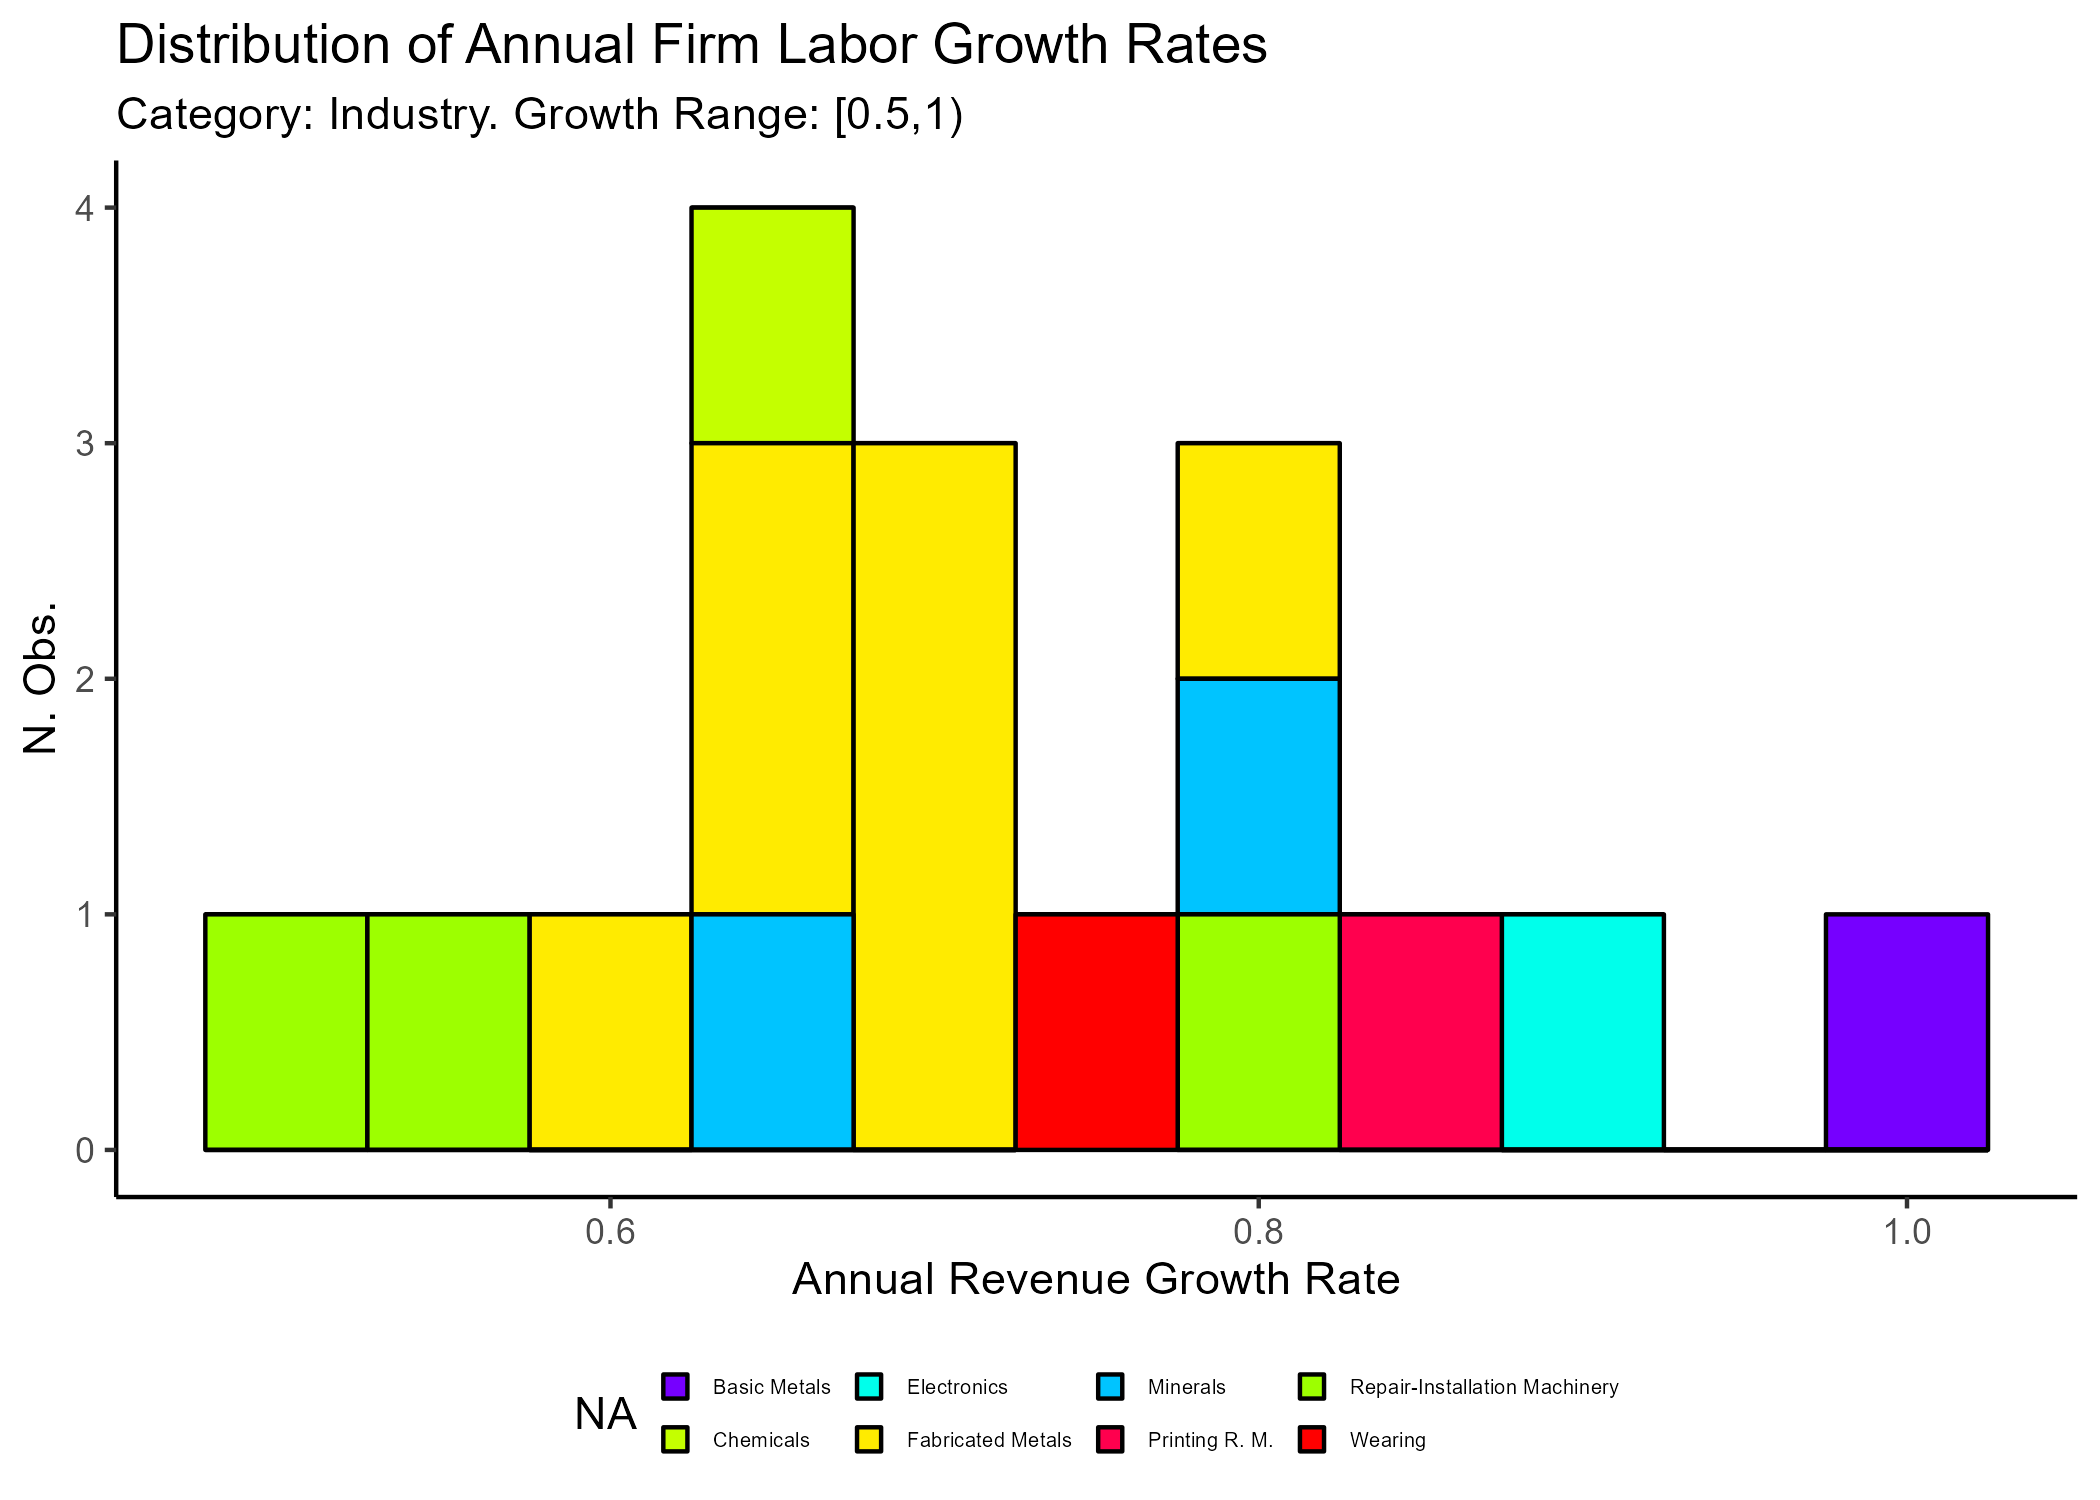 Distribution of Annual Firm Labor Growth Rates
Category: Industry. Growth Range: [0.5,1)
4
3
2
1
0
N. Obs.
0.6 0.8 1.0
Annual Revenue Growth Rate
NA
Basic Metals Electronics Minerals Repair-Installation Machinery
Chemicals Fabricated Metals Printing R. M. Wearing